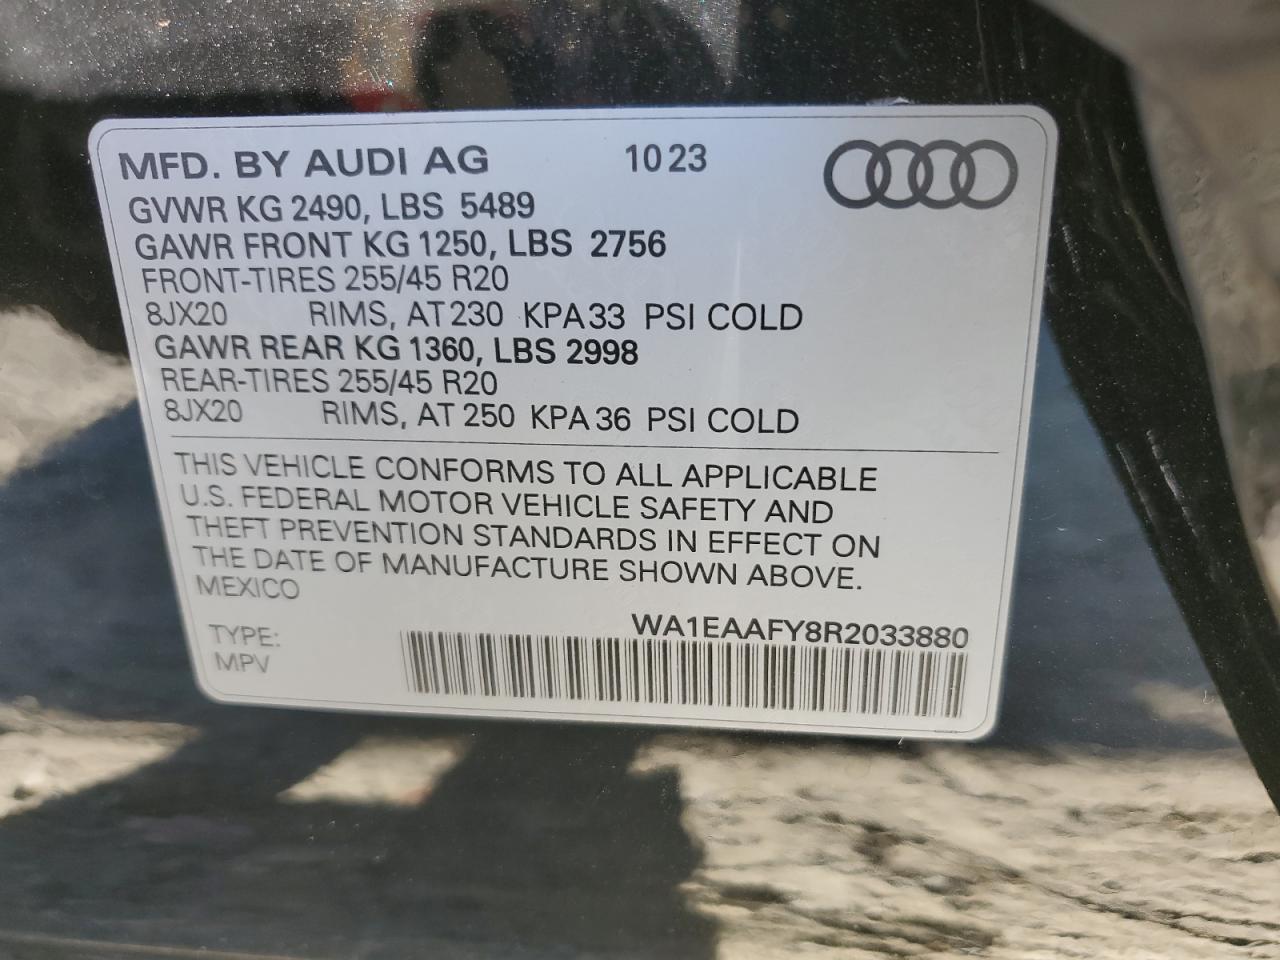 MFD. BY AUDI AG 10 23
GVWR KG 2490, LBS 5489
GAWR FRONT KG 1250, LBS 2756
FRONT-TIRES 255/45 R20
8JX20 RIMS, AT 230 KPA 33 PSI COLD
GAWR REAR KG 1360, LBS 2998
REAR-TIRES 255/45 R20
8JX20 RIMS, AT 250 KPA 36 PSI COLD
THIS VEHICLE CONFORMS TO ALL APPLICABLE
U.S. FEDERAL MOTOR VEHICLE SAFETY AND
THEFT PREVENTION STANDARDS IN EFFECT ON
THE DATE OF MANUFACTURE SHOWN ABOVE.
MEXICO
WA1EAAFY8R2033880
TYPE:
MPV